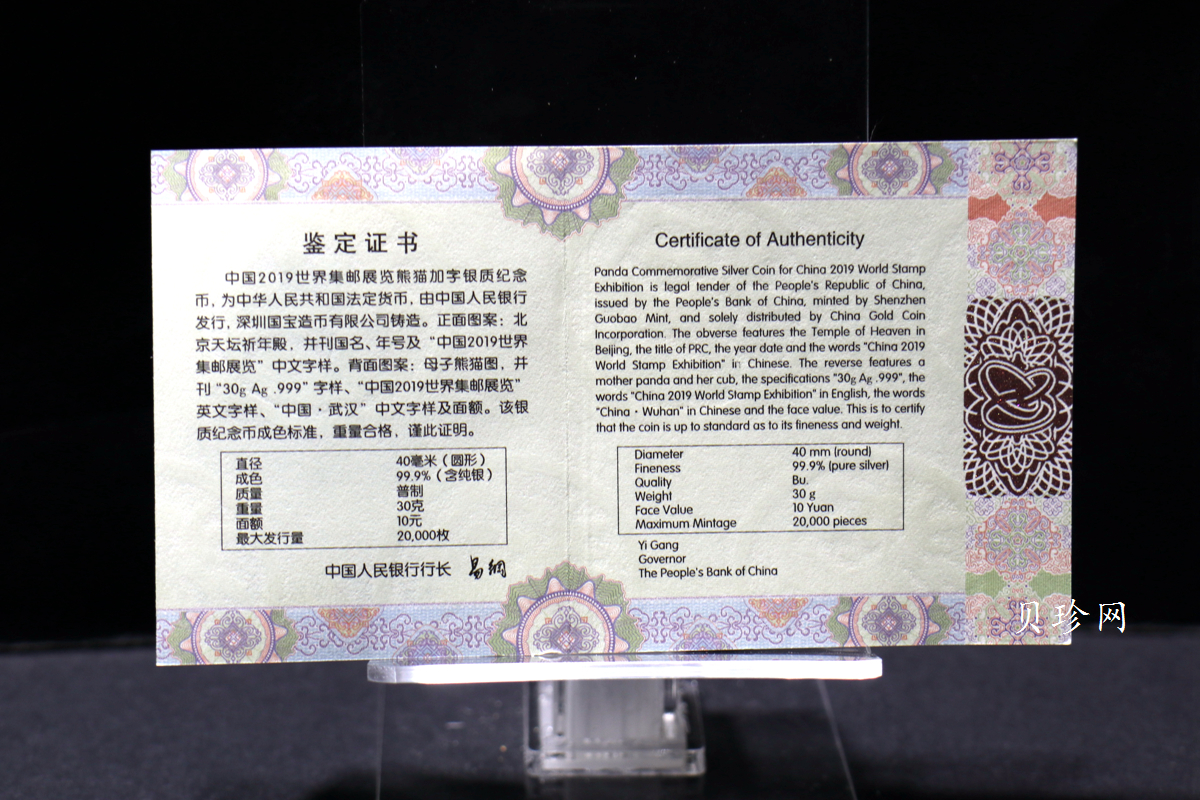 鉴定证书
中国2019世界集邮展览熊猫加字银质纪念
币，为中华人民共和国法定货币，由中国人民银行
发行，深圳国宝造币有限公司铸造。正面图案：北
京天坛祈年殿，并刊国名、年号及“中国2019世界
集邮展览”中文字样。背面图案：母子熊猫图，并
刊“30g Ag .999”字样、“中国2019世界集邮展览”
英文字样、“中国·武汉”中文字样及面额。该银
质纪念币成色标准，重量合格，谨此证明。
直径 40毫米（圆形）
成色 99.9%（含纯银）
质量 普制
重量 30克
面额 10元
最大发行量 20,000枚
中国人民银行行长 易纲
Certificate of Authenticity
Panda Commemorative Silver Coin for China 2019 World Stamp
Exhibition is legal tender of the People's Republic of China,
issued by the People's Bank of China, minted by Shenzhen
Guobao Mint, and solely distributed by China Gold Coin
Incorporation. The obverse features the Temple of Heaven in
Beijing, the title of PRC, the year date and the words "China 2019
World Stamp Exhibition" in Chinese. The reverse features a
mother panda and her cub, the specifications "30g Ag .999", the
words "China 2019 World Stamp Exhibition" in English, the words
"China·Wuhan" in Chinese and the face value. This is to certify
that the coin is up to standard as to its fineness and weight.
Diameter 40 mm (round)
Fineness 99.9% (pure silver)
Quality Bu.
Weight 30 g
Face Value 10 Yuan
Maximum Mintage 20,000 pieces
Yi Gang
Governor
The People's Bank of China
贝珍网